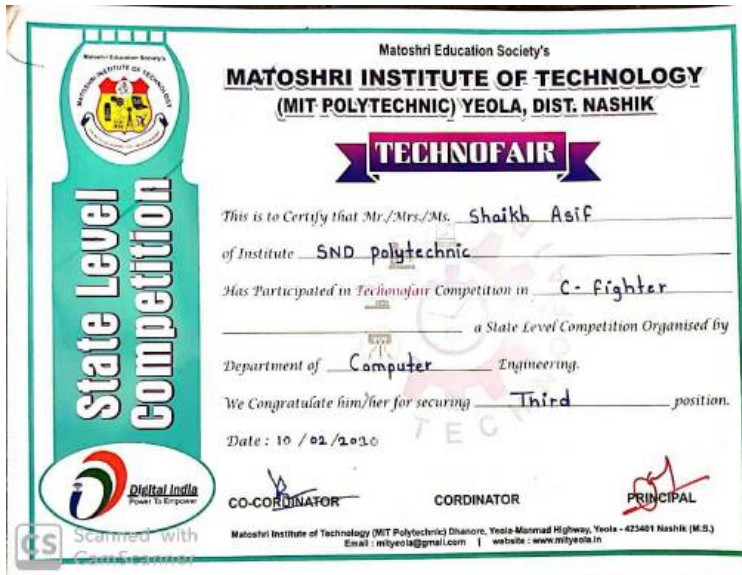 Matoshri Education Society's
MATOSHRI INSTITUTE OF TECHNOLOGY
(MIT POLYTECHNIC) YEOLA, DIST. NASHIK
TECHNOFAIR
State Level
Competition
This is to Certify that Mr./Mrs./Ms. Shaikh Asif
of Institute SND polytechnic
Has Participated in Techonofair Competition in C- Fighter
a State Level Competition Organised by
Department of Computer Engineering.
We Congratulate him/her for securing Third position.
TECHNO
Date : 10 / 02 / 2020
Digital India
Power To Empower
CO-CORDINATOR CORDINATOR PRINCIPAL
Matoshri Institute of Technology (MIT Polytechnic) Dhanore, Yeola-Manmad Highway, Yeola - 423401 Nashik (M.S.)
Email : mityeola@gmail.com | website : www.mityeola.in
CS Scanned with
CamScanner